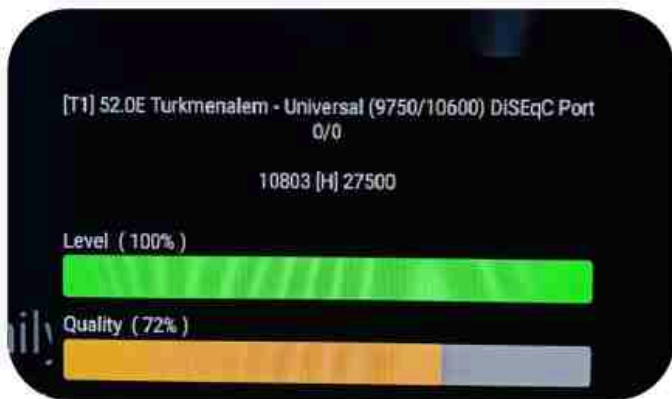 [T1] 52.0E Turkmenalem - Universal (9750/10600) DiSEqC Port
0/0
10803 [H] 27500
Level ( 100% )
Quality ( 72% )